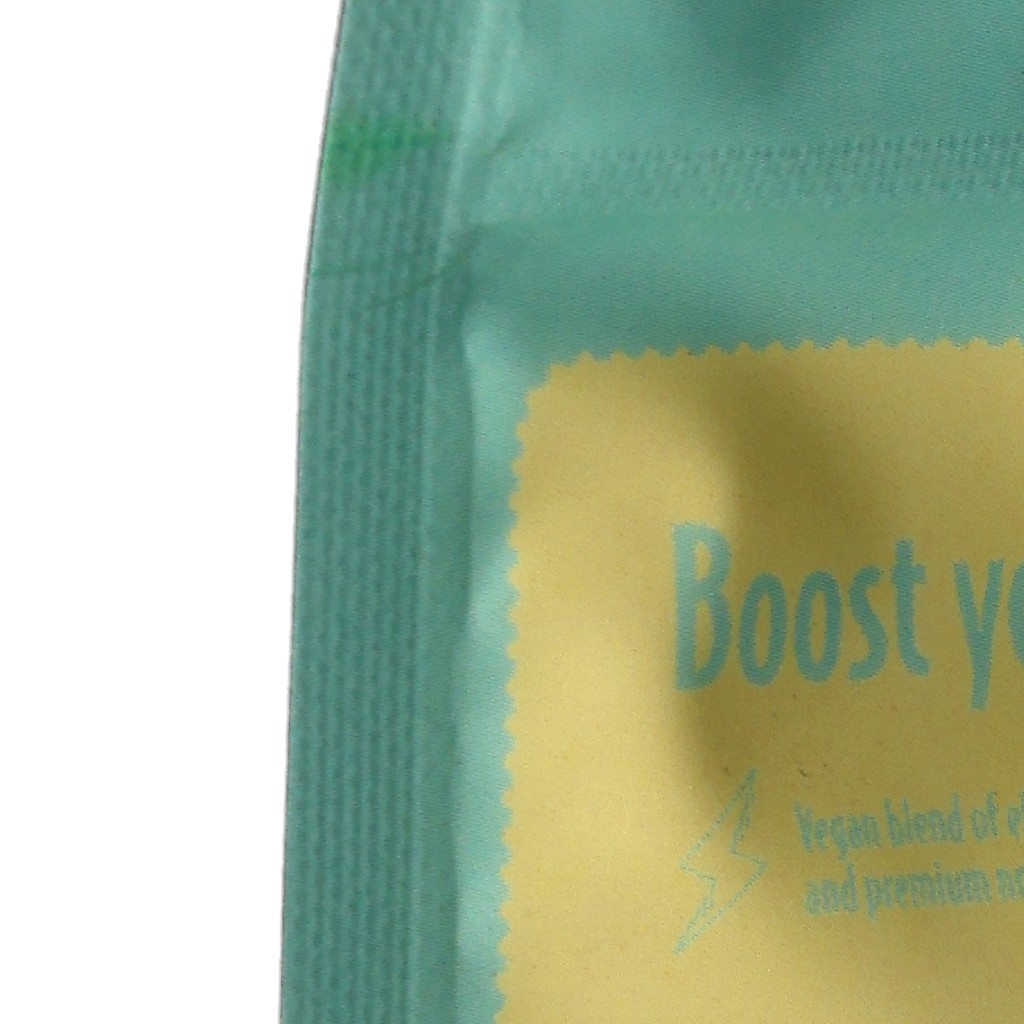 Boost
Vegan blend of
and premium